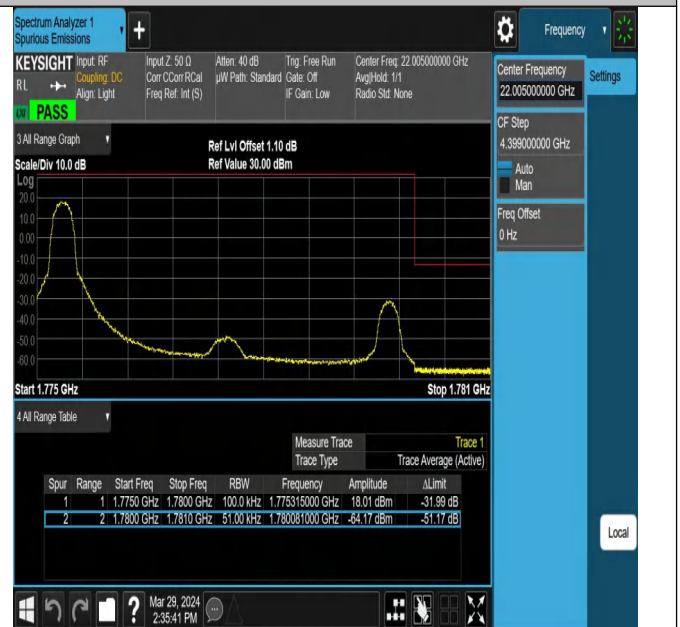 Spectrum Analyzer 1
Spurious Emissions
+
Frequency
KEYSIGHT Input: RF Input Z: 50 Ω Atten: 40 dB Trig: Free Run Center Freq: 22.005000000 GHz
RL Coupling: DC Corr CCorr RCal µW Path: Standard Gate: Off Avg|Hold: 1/1
Align: Light Freq Ref: Int (S) IF Gain: Low Radio Std: None
PASS
Center Frequency
22.005000000 GHz
Settings
CF Step
4.399000000 GHz
Auto
Man
Freq Offset
0 Hz
3 All Range Graph
Ref Lvl Offset 1.10 dB
Scale/Div 10.0 dB Ref Value 30.00 dBm
Log
20.0
10.0
0.00
-10.0
-20.0
-30.0
-40.0
-50.0
-60.0
Start 1.775 GHz Stop 1.781 GHz
4 All Range Table
Measure Trace Trace 1
Trace Type Trace Average (Active)
Spur Range Start Freq Stop Freq RBW Frequency Amplitude ΔLimit
1 1 1.7750 GHz 1.7800 GHz 100.0 kHz 1.775315000 GHz 18.01 dBm -31.99 dB
2 2 1.7800 GHz 1.7810 GHz 51.00 kHz 1.780081000 GHz -64.17 dBm -51.17 dB
Local
? Mar 29, 2024
2:35:41 PM